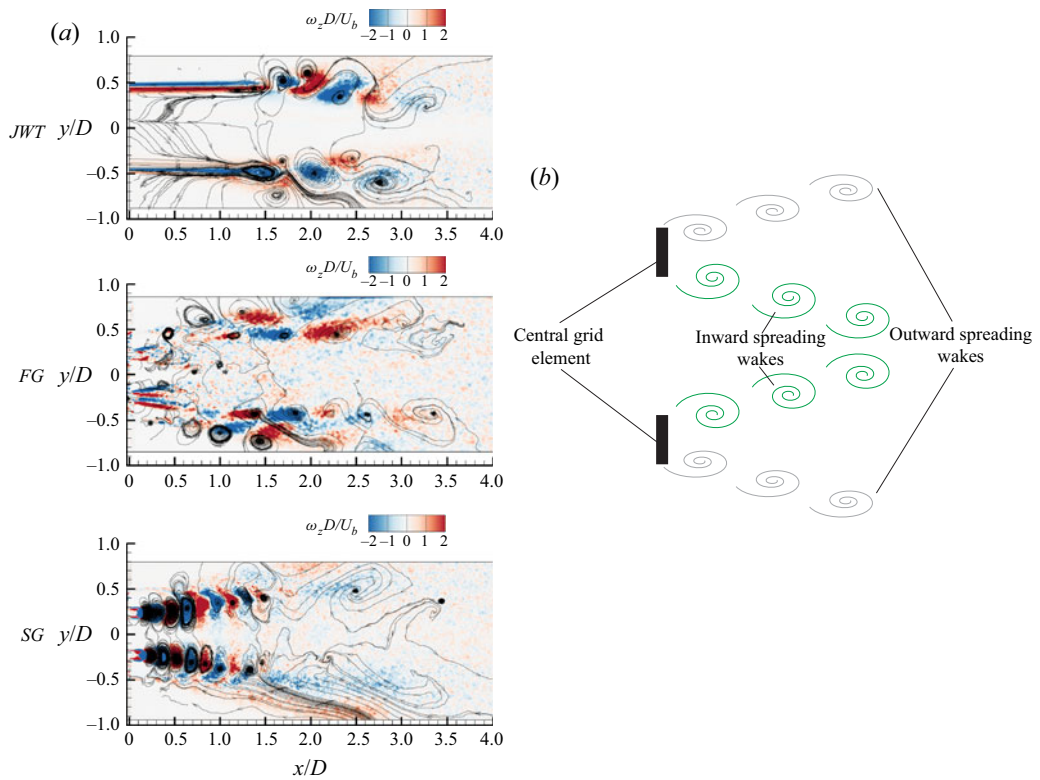 (a)
ω_z D/U_b
−2 −1 0 1 2
1.0
0.5
JWT y/D 0
−0.5
−1.0
0 0.5 1.0 1.5 2.0 2.5 3.0 3.5 4.0
ω_z D/U_b
−2 −1 0 1 2
1.0
0.5
FG y/D 0
−0.5
−1.0
0 0.5 1.0 1.5 2.0 2.5 3.0 3.5 4.0
ω_z D/U_b
−2 −1 0 1 2
1.0
0.5
SG y/D 0
−0.5
−1.0
0 0.5 1.0 1.5 2.0 2.5 3.0 3.5 4.0
x/D
(b)
Central grid
element
Inward spreading
wakes
Outward spreading
wakes